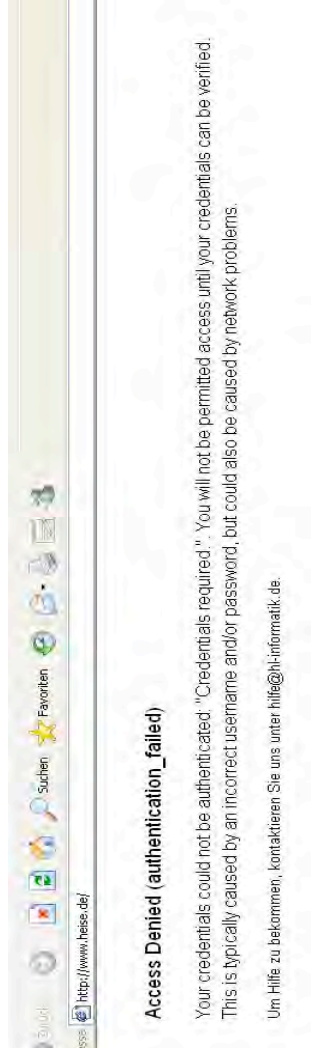 Zurück Suchen Favoriten
esse http://www.heise.de/
Access Denied (authentication_failed)
Your credentials could not be authenticated: "Credentials required.". You will not be permitted access until your credentials can be verified.
This is typically caused by an incorrect username and/or password, but could also be caused by network problems.
Um Hilfe zu bekommen, kontaktieren Sie uns unter hilfe@hl-informatik.de.